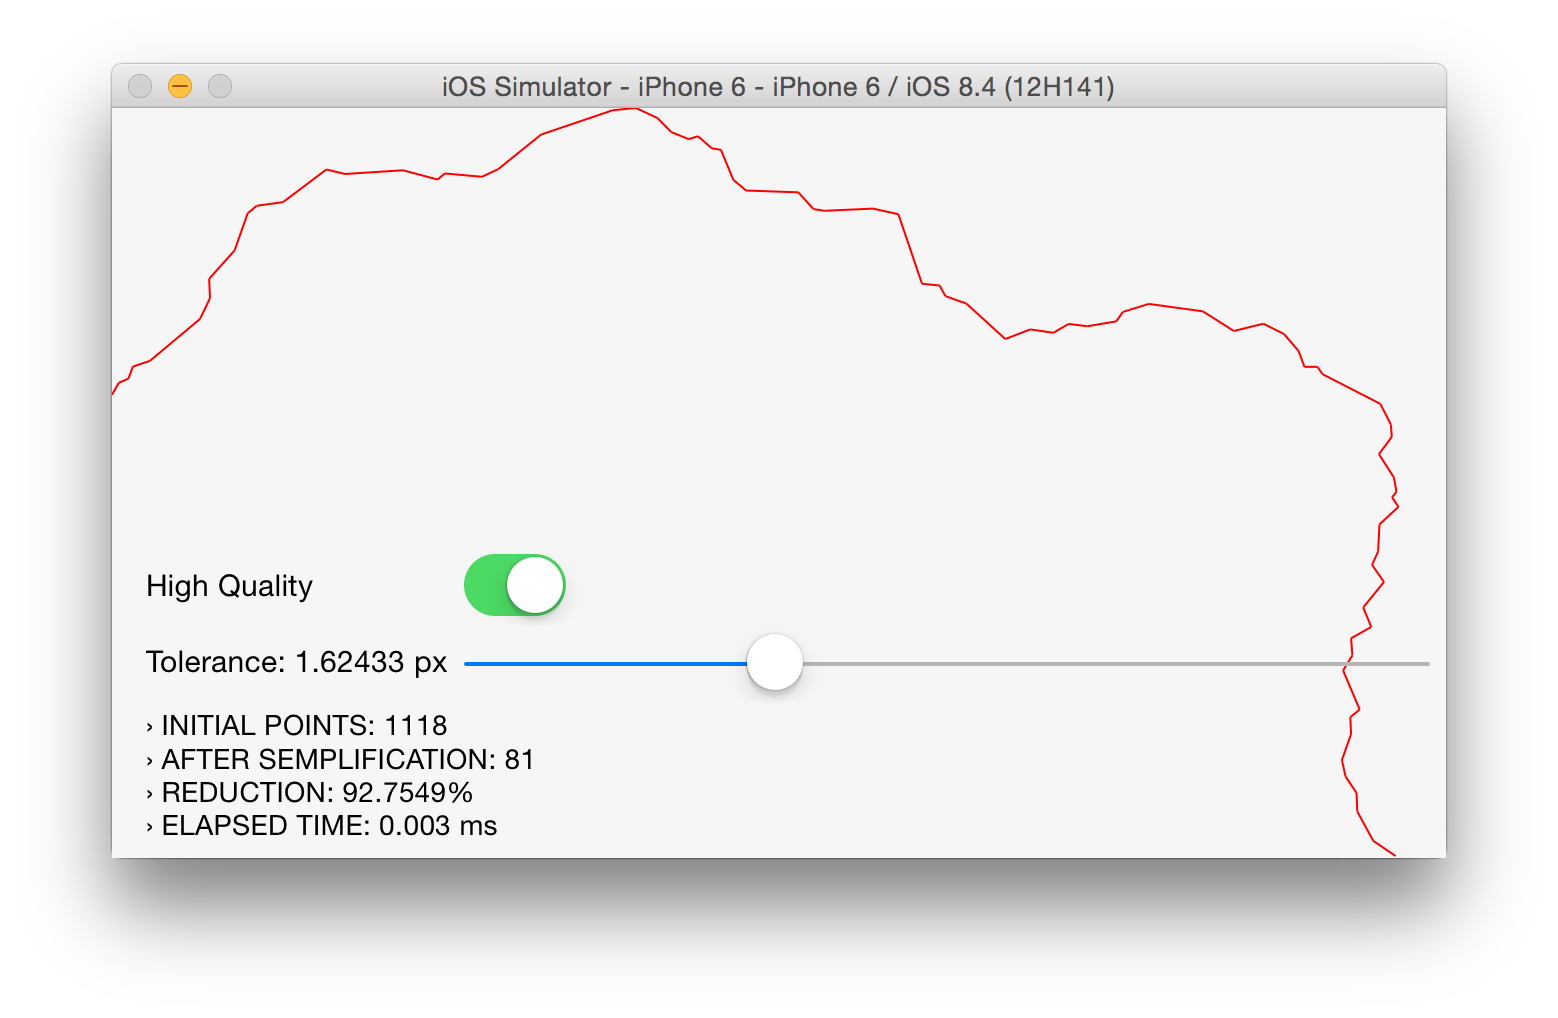 iOS Simulator - iPhone 6 - iPhone 6 / iOS 8.4 (12H141)
High Quality
Tolerance: 1.62433 px
› INITIAL POINTS: 1118
› AFTER SEMPLIFICATION: 81
› REDUCTION: 92.7549%
› ELAPSED TIME: 0.003 ms